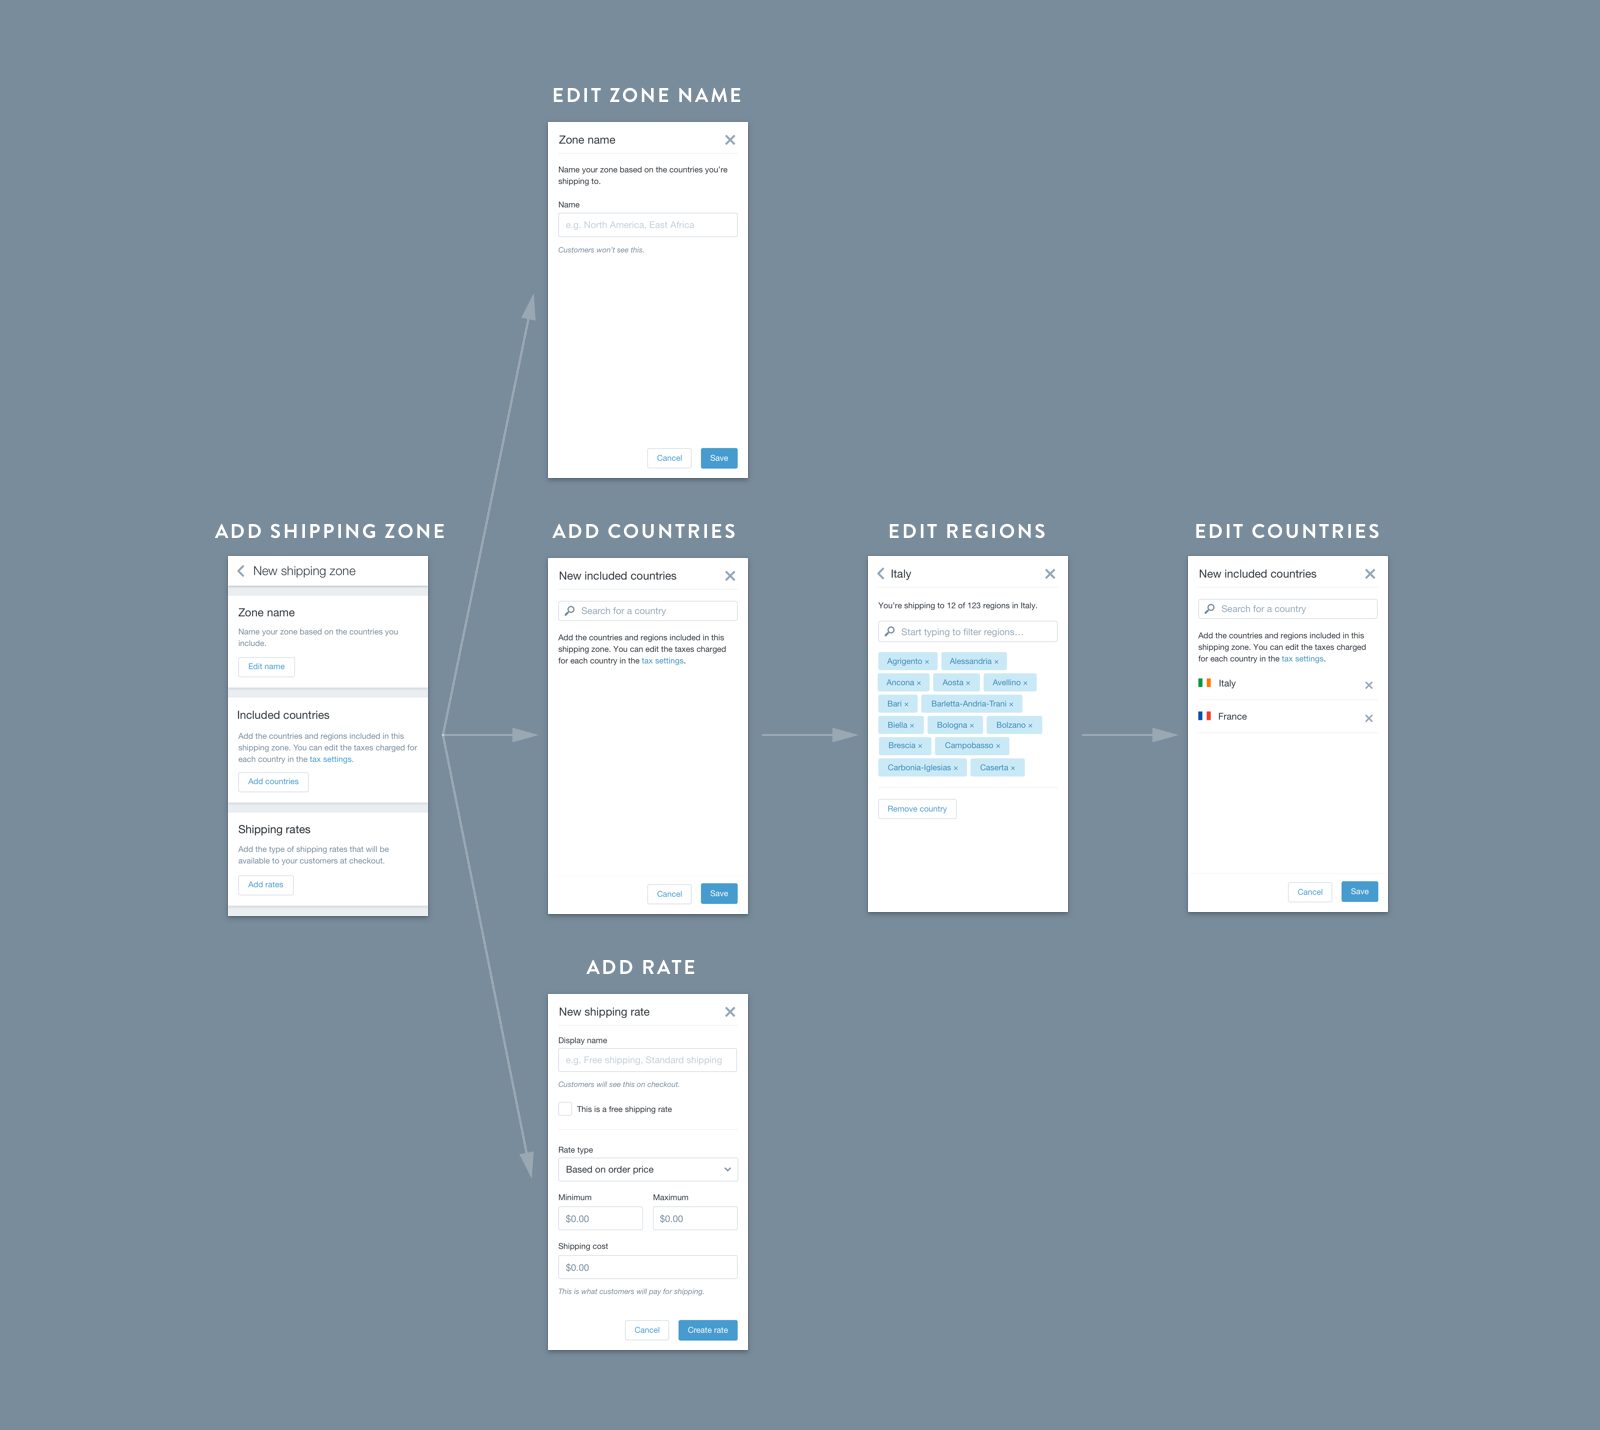 EDIT ZONE NAME
Zone name
Name your zone based on the countries you're
shipping to.
Name
e.g. North America, East Africa
Customers won't see this.
Cancel
Save
ADD SHIPPING ZONE
New shipping zone
Zone name
Name your zone based on the countries you
include.
Edit name
Included countries
Add the countries and regions included in this
shipping zone. You can edit the taxes charged for
each country in the tax settings.
Add countries
Shipping rates
Add the type of shipping rates that will be
available to your customers at checkout.
Add rates
ADD COUNTRIES
New included countries
Search for a country
Add the countries and regions included in this
shipping zone. You can edit the taxes charged
for each country in the tax settings.
Cancel
Save
EDIT REGIONS
Italy
You're shipping to 12 of 123 regions in Italy.
Start typing to filter regions...
Agrigento × Alessandria ×
Ancona × Aosta × Avellino ×
Bari × Barletta-Andria-Trani ×
Biella × Bologna × Bolzano ×
Brescia × Campobasso ×
Carbonia-Iglesias × Caserta ×
Remove country
EDIT COUNTRIES
New included countries
Search for a country
Add the countries and regions included in this
shipping zone. You can edit the taxes charged
for each country in the tax settings.
Italy
France
Cancel
Save
ADD RATE
New shipping rate
Display name
e.g. Free shipping, Standard shipping
Customers will see this on checkout.
This is a free shipping rate
Rate type
Based on order price
Minimum
Maximum
$0.00
$0.00
Shipping cost
$0.00
This is what customers will pay for shipping.
Cancel
Create rate